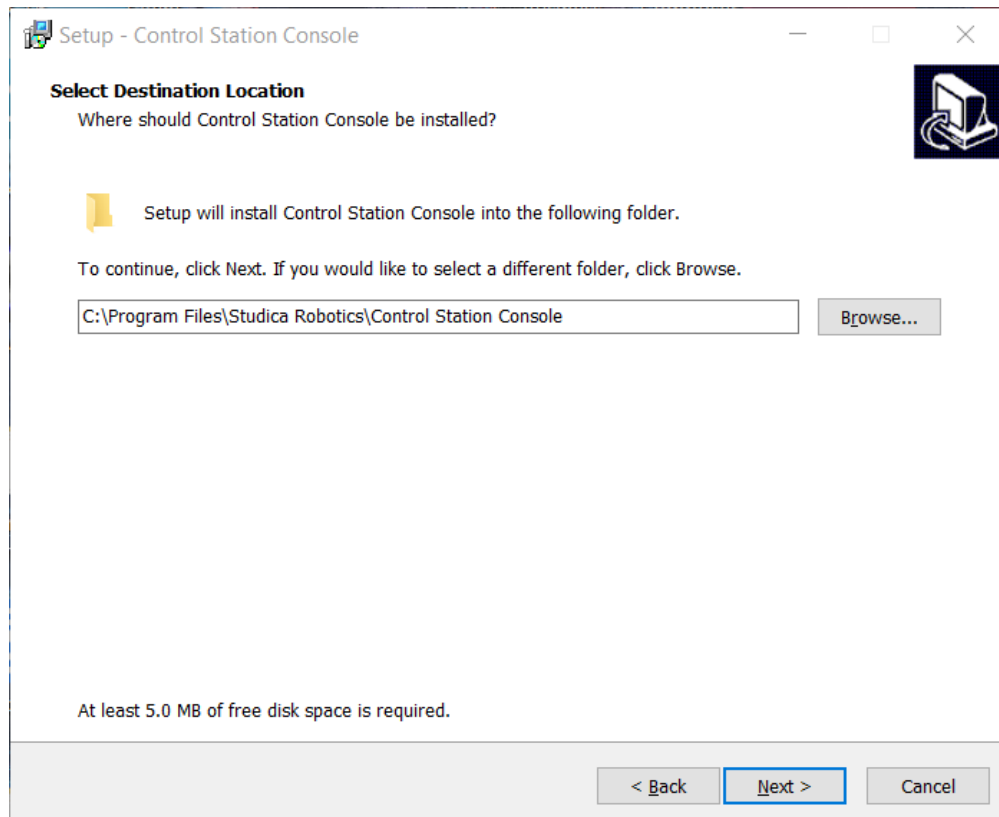 Setup - Control Station Console
Select Destination Location
Where should Control Station Console be installed?
Setup will install Control Station Console into the following folder.
To continue, click Next. If you would like to select a different folder, click Browse.
C:\Program Files\Studica Robotics\Control Station Console
Browse...
At least 5.0 MB of free disk space is required.
< Back
Next >
Cancel